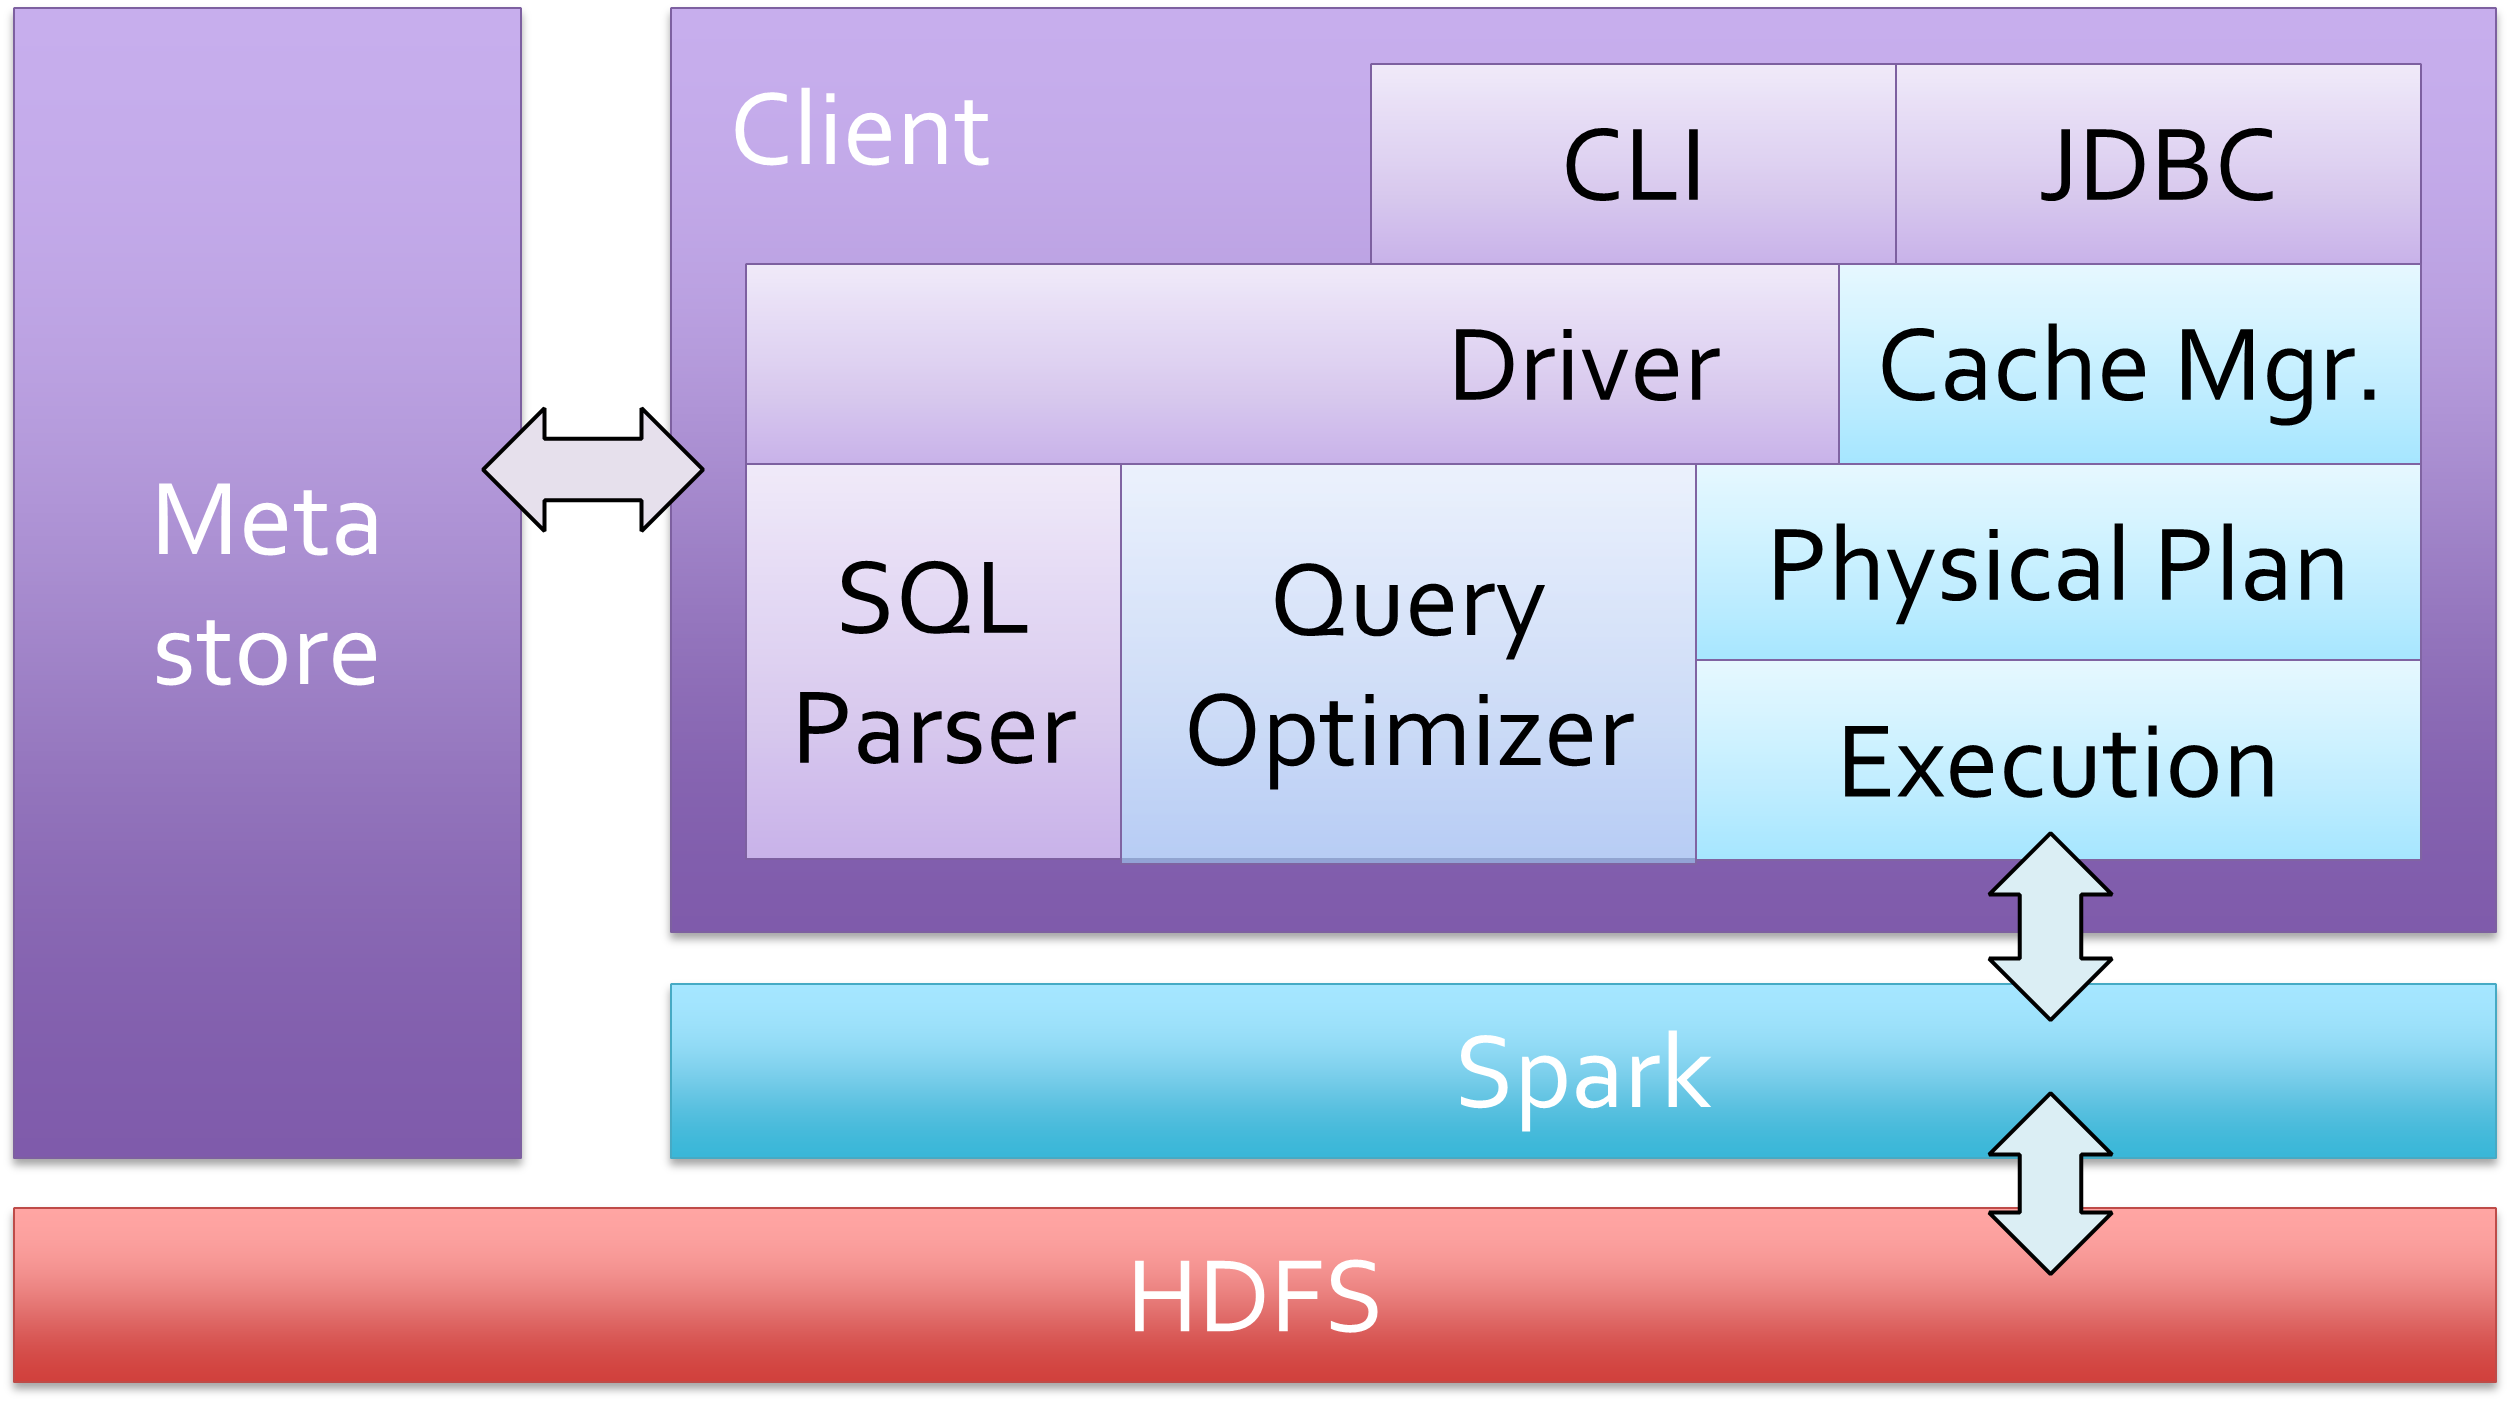 Meta
store
Client
CLI
JDBC
Driver
Cache Mgr.
SQL
Parser
Query
Optimizer
Physical Plan
Execution
Spark
HDFS